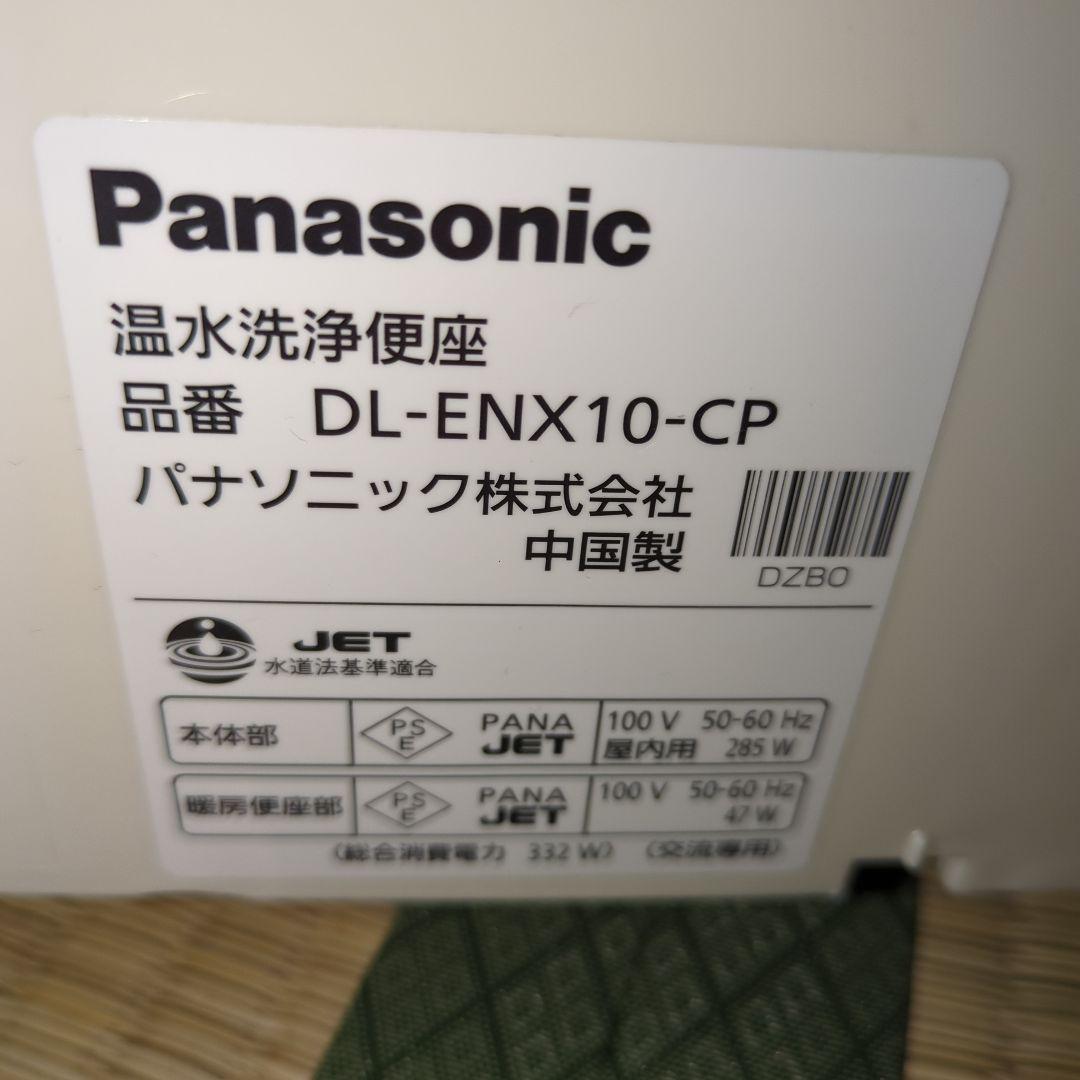 Panasonic
温水洗浄便座
品番 DL-ENX10-CP
パナソニック株式会社
中国製
DZB0
JET
水道法基準適合
本体部 PSE PANA JET 100 V 50-60 Hz
屋内用 285 W
暖房便座部 PSE PANA JET 100 V 50-60 Hz
47 W
(総合消費電力 332 W) (交流専用)